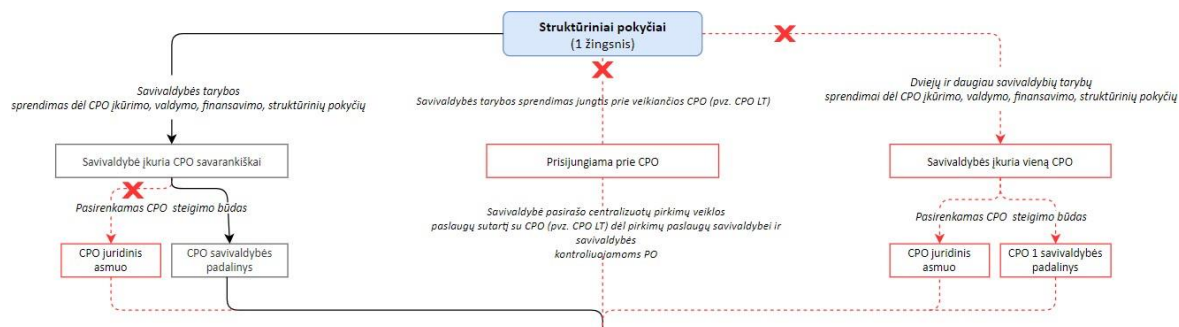 Struktūriniai pokyčiai
(1 žingsnis)
Savivaldybės tarybos
sprendimas dėl CPO įkūrimo, valdymo, finansavimo, struktūrinių pokyčių
Savivaldybės tarybos sprendimas jungtis prie veikiančios CPO (pvz. CPO LT)
Dviejų ir daugiau savivaldybių tarybų
sprendimai dėl CPO įkūrimo, valdymo, finansavimo, struktūrinių pokyčių
Savivaldybė įkuria CPO savarankiškai
Prisijungiama prie CPO
Savivaldybės įkuria vieną CPO
Pasirenkamas CPO steigimo būdas
Savivaldybė pasirašo centralizuotų pirkimų veiklos
paslaugų sutartį su CPO (pvz. CPO LT) dėl pirkimų paslaugų savivaldybei ir
savivaldybės
kontroliuojamoms PO
Pasirenkamas CPO steigimo būdas
CPO juridinis
asmuo
CPO savivaldybės
padalinys
CPO juridinis
asmuo
CPO 1 savivaldybės
padalinys